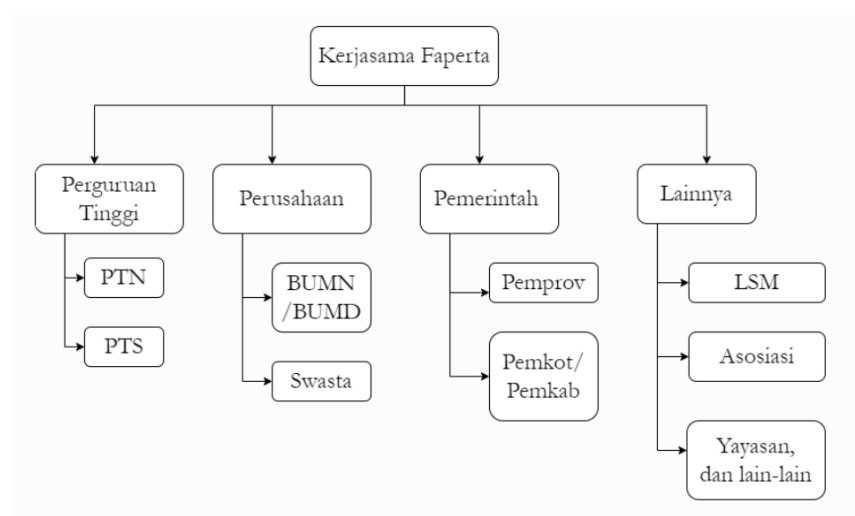 Kerjasama Faperta
Perguruan
Tinggi
Perusahaan
Pemerintah
Lainnya
PTN
PTS
BUMN
/BUMD
Swasta
Pemprov
Pemkot/
Pemkab
LSM
Asosiasi
Yayasan,
dan lain-lain